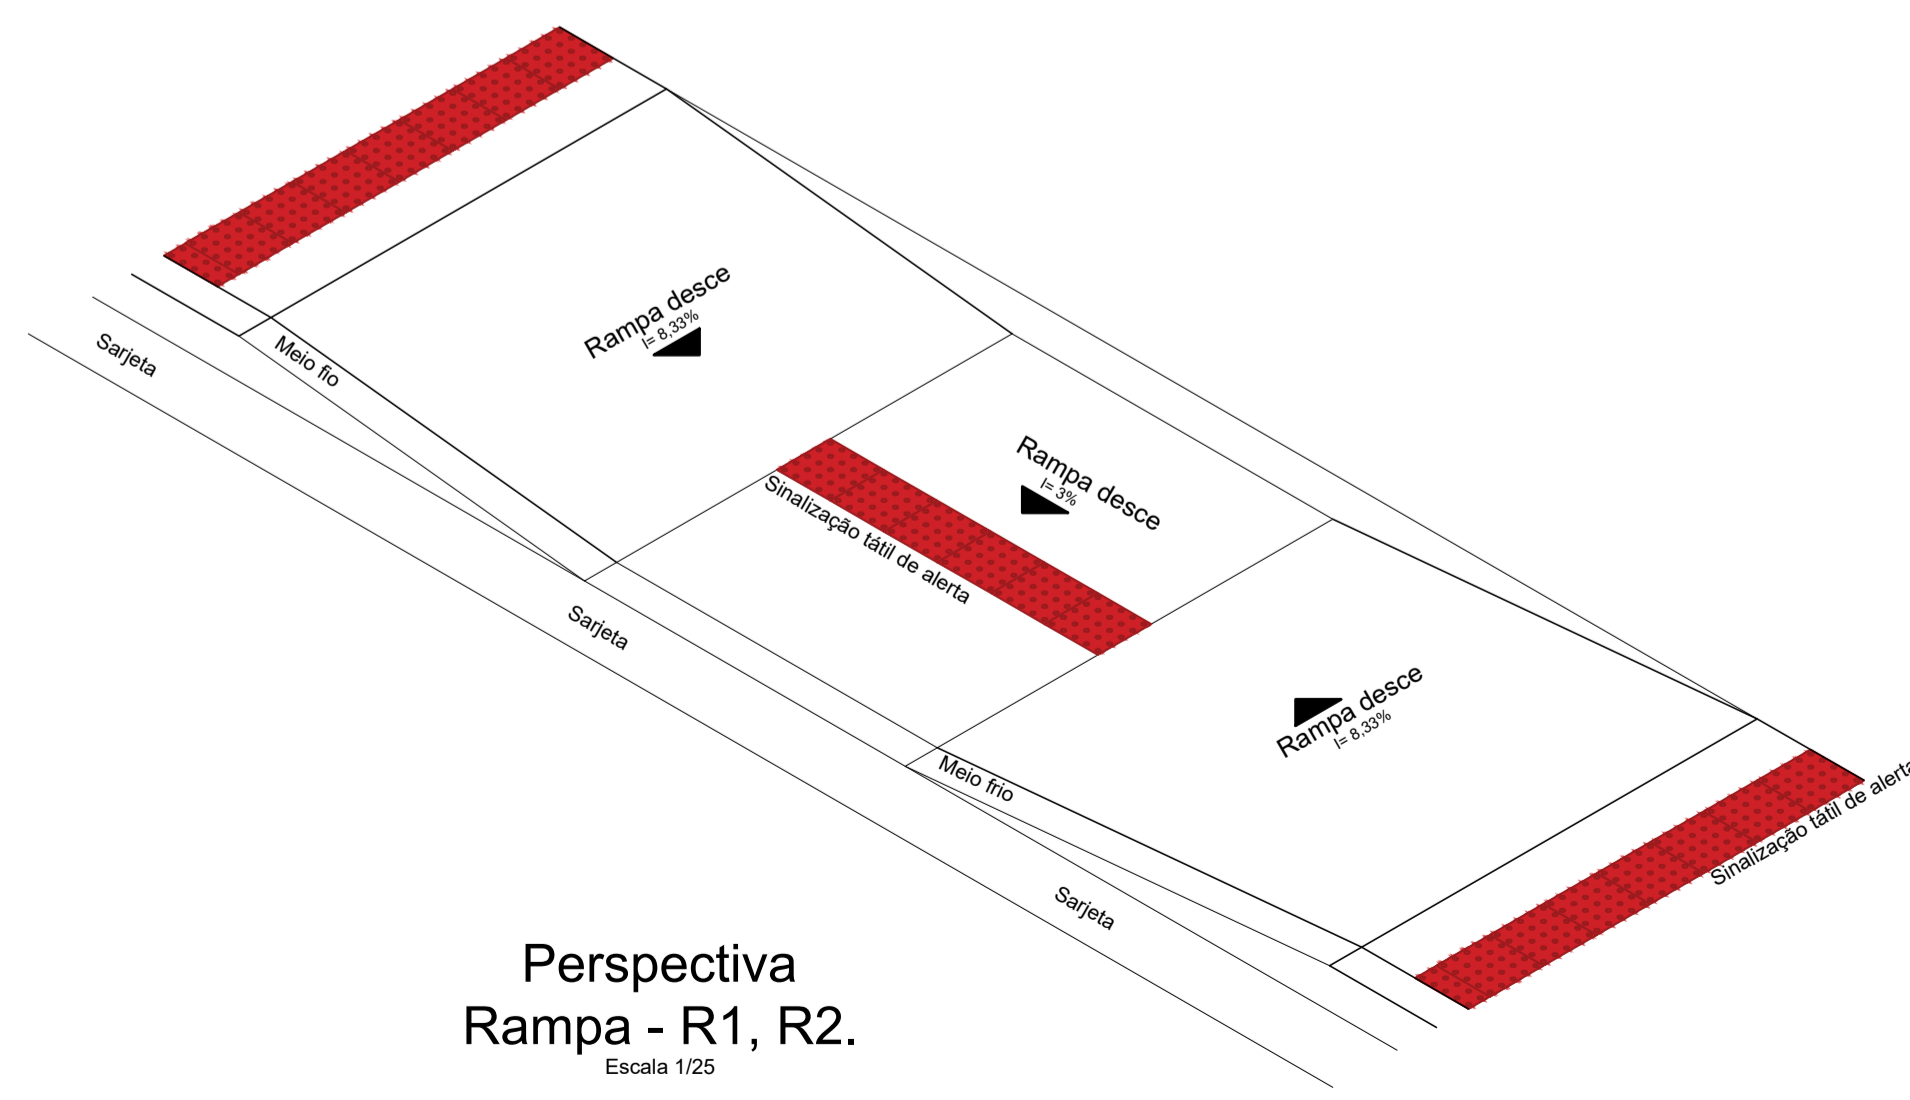 Rampa desce
I= 8,33%
Sarjeta
Meio fio
Rampa desce
I= 3%
Sinalização tátil de alerta
Sarjeta
Rampa desce
I= 8,33%
Meio frio
Sinalização tátil de alerta
Sarjeta
Perspectiva
Rampa - R1, R2.
Escala 1/25